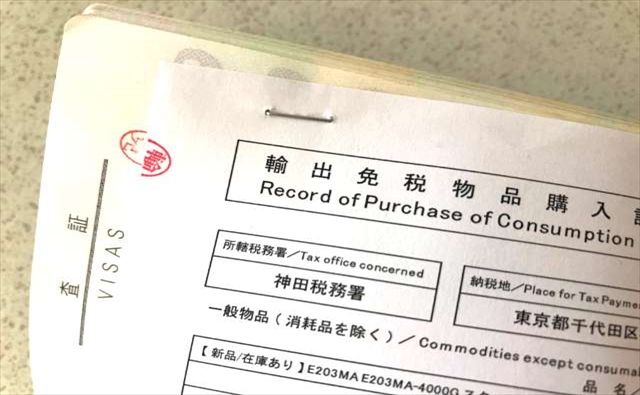 査証
VISAS
輸出免税物品購入記
Record of Purchase of Consumption
所轄税務署/Tax office concerned
神田税務署
納税地/Place for Tax Payme
東京都千代田区
一般物品(消耗品を除く)/Commodities except consumab
品名
【新品/在庫あり】E203MA E203MA-4000G